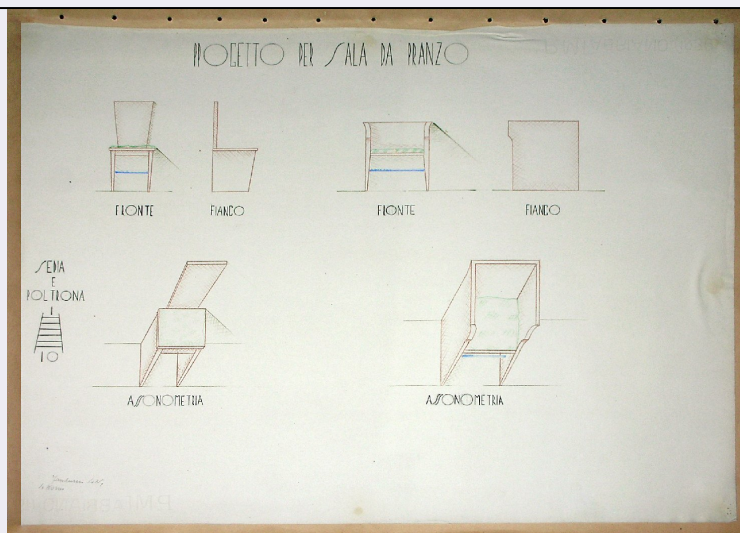 PROGETTO PER SALA DA PRANZO
FRONTE
FIANCO
FRONTE
FIANCO
SEDIA
E
POLTRONA
1
10
ASSONOMETRIA
ASSONOMETRIA